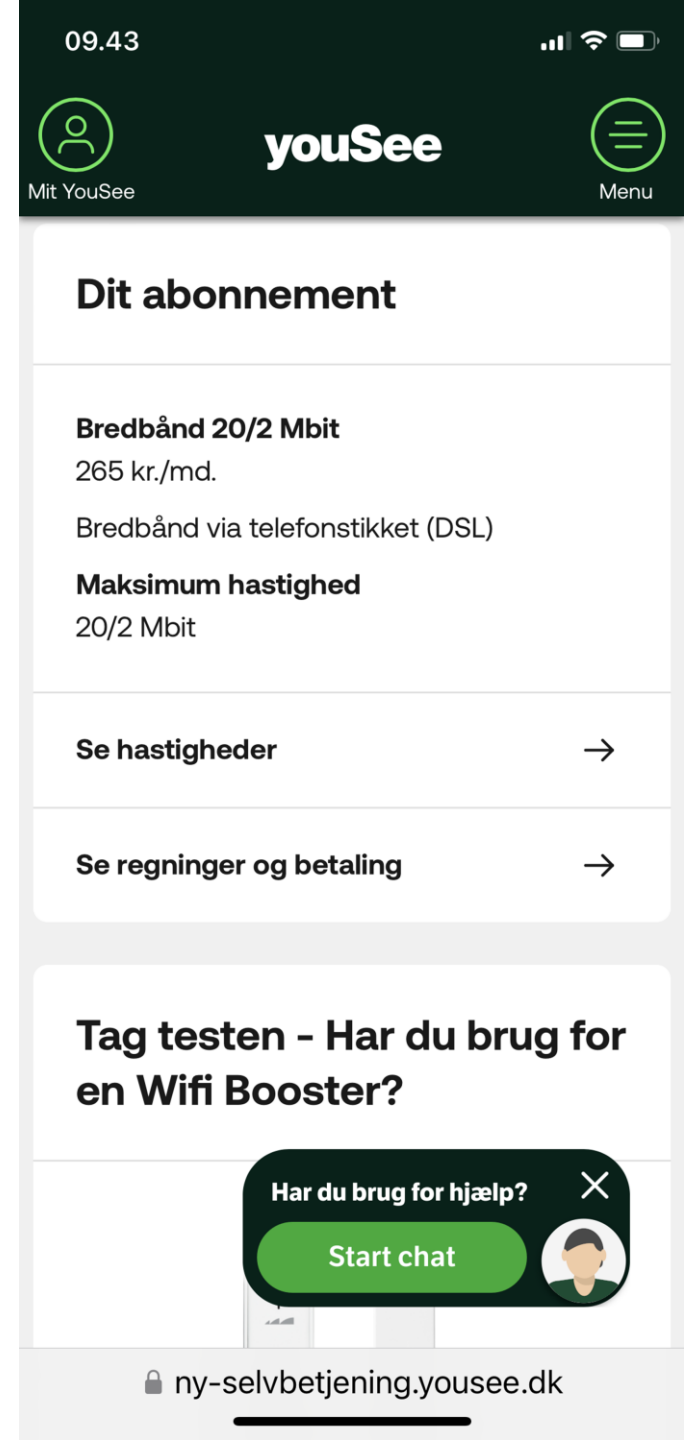 09.43
youSee
Mit YouSee
Menu
Dit abonnement
Bredbånd 20/2 Mbit
265 kr./md.
Bredbånd via telefonstikket (DSL)
Maksimum hastighed
20/2 Mbit
Se hastigheder
Se regninger og betaling
Tag testen - Har du brug for
en Wifi Booster?
Har du brug for hjælp?
Start chat
ny-selvbetjening.yousee.dk